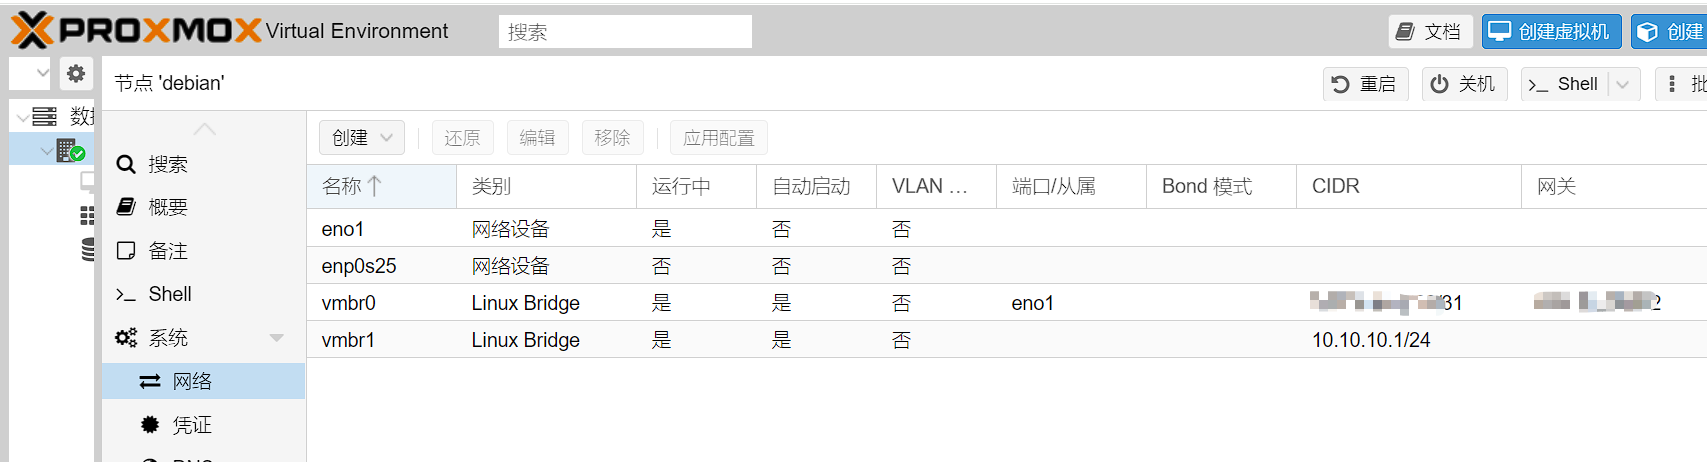 PROXMOX Virtual Environment 搜索 文档 创建虚拟机 创建
节点 'debian' 重启 关机 Shell 批
数据
创建 还原 编辑 移除 应用配置
搜索
概要
备注
Shell
系统
网络
凭证
名称 类别 运行中 自动启动 VLAN ... 端口/从属 Bond 模式 CIDR 网关
eno1 网络设备 是 否 否
enp0s25 网络设备 否 否 否
vmbr0 Linux Bridge 是 是 否 eno1 /31 2
vmbr1 Linux Bridge 是 是 否 10.10.10.1/24